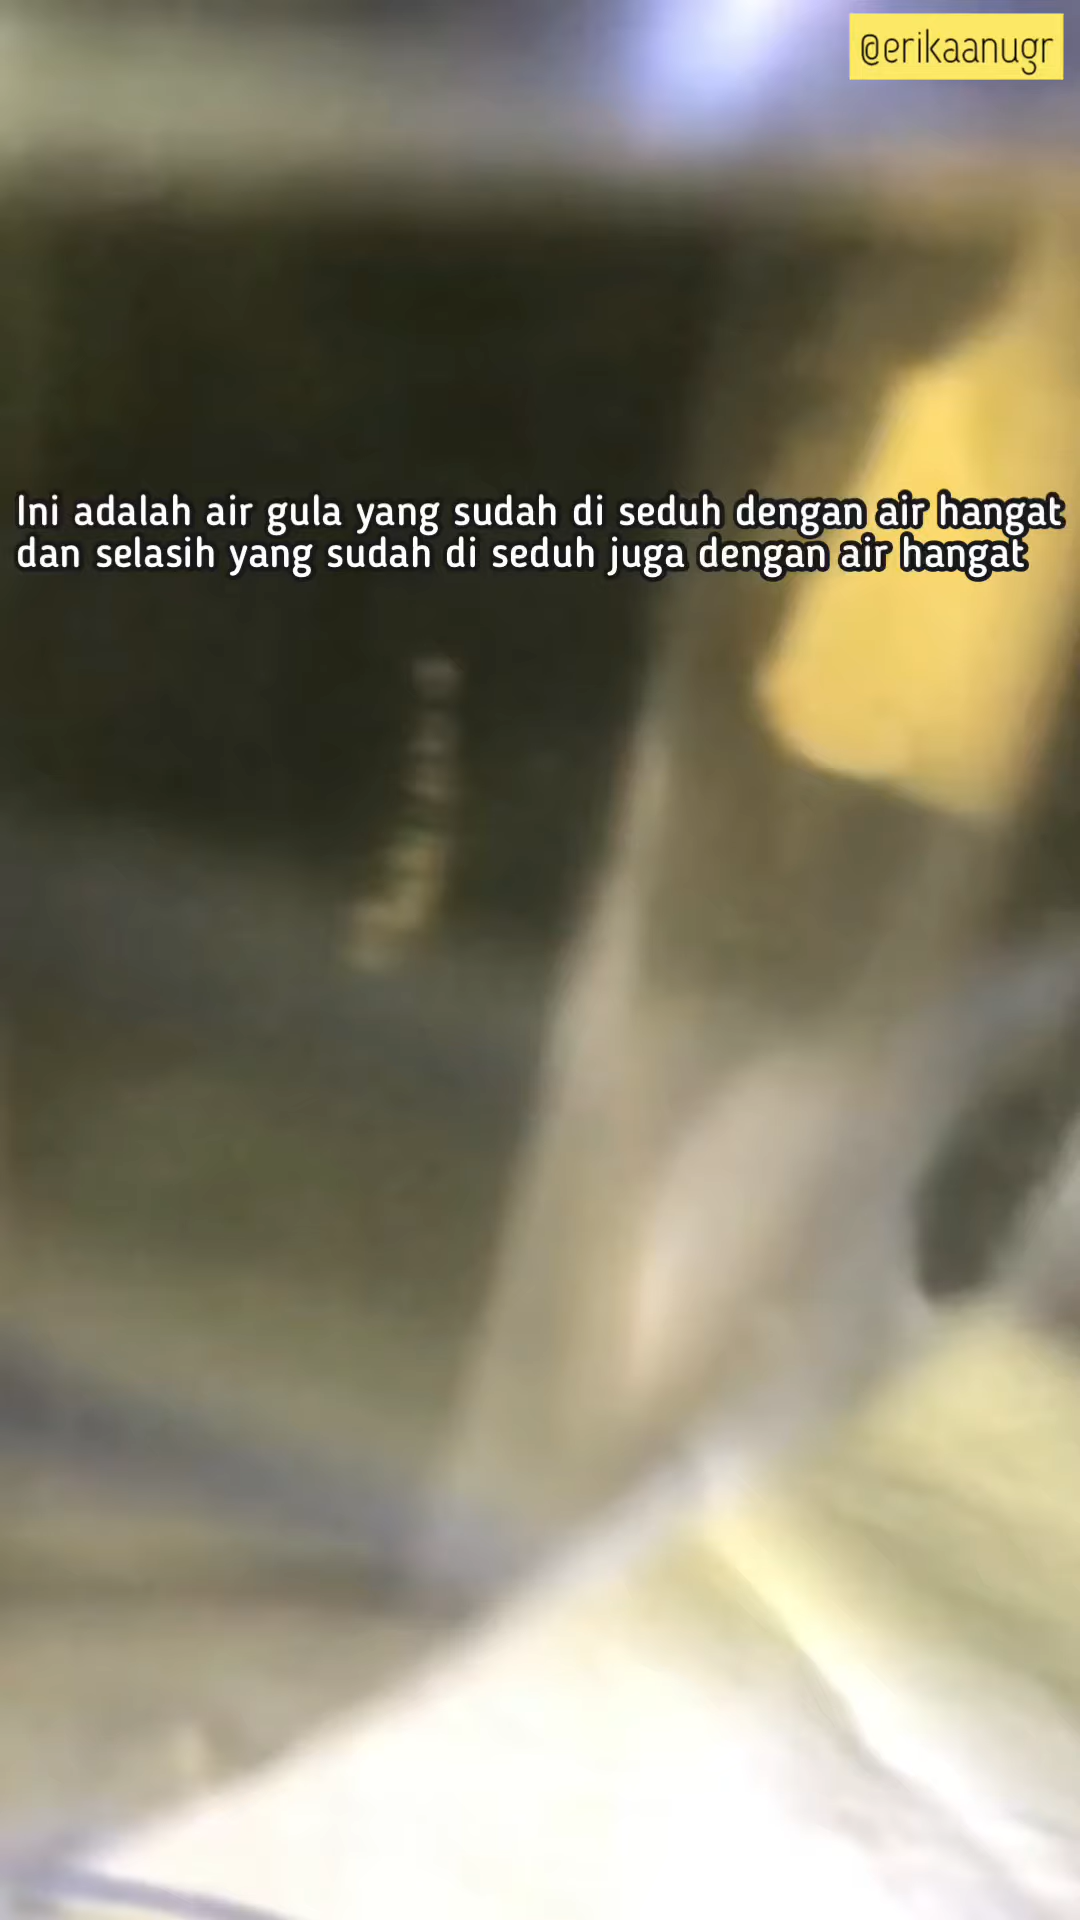 @erikaanugr
Ini adalah air gula yang sudah di seduh dengan air hangat
dan selasih yang sudah di seduh juga dengan air hangat